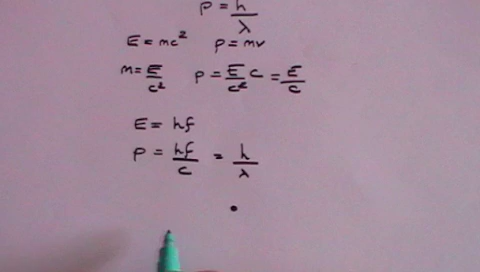 p = h/λ
E = mc² p = mv
m = E/c² p = E/c² c = E/c
E = hf
p = hf/c = h/λ